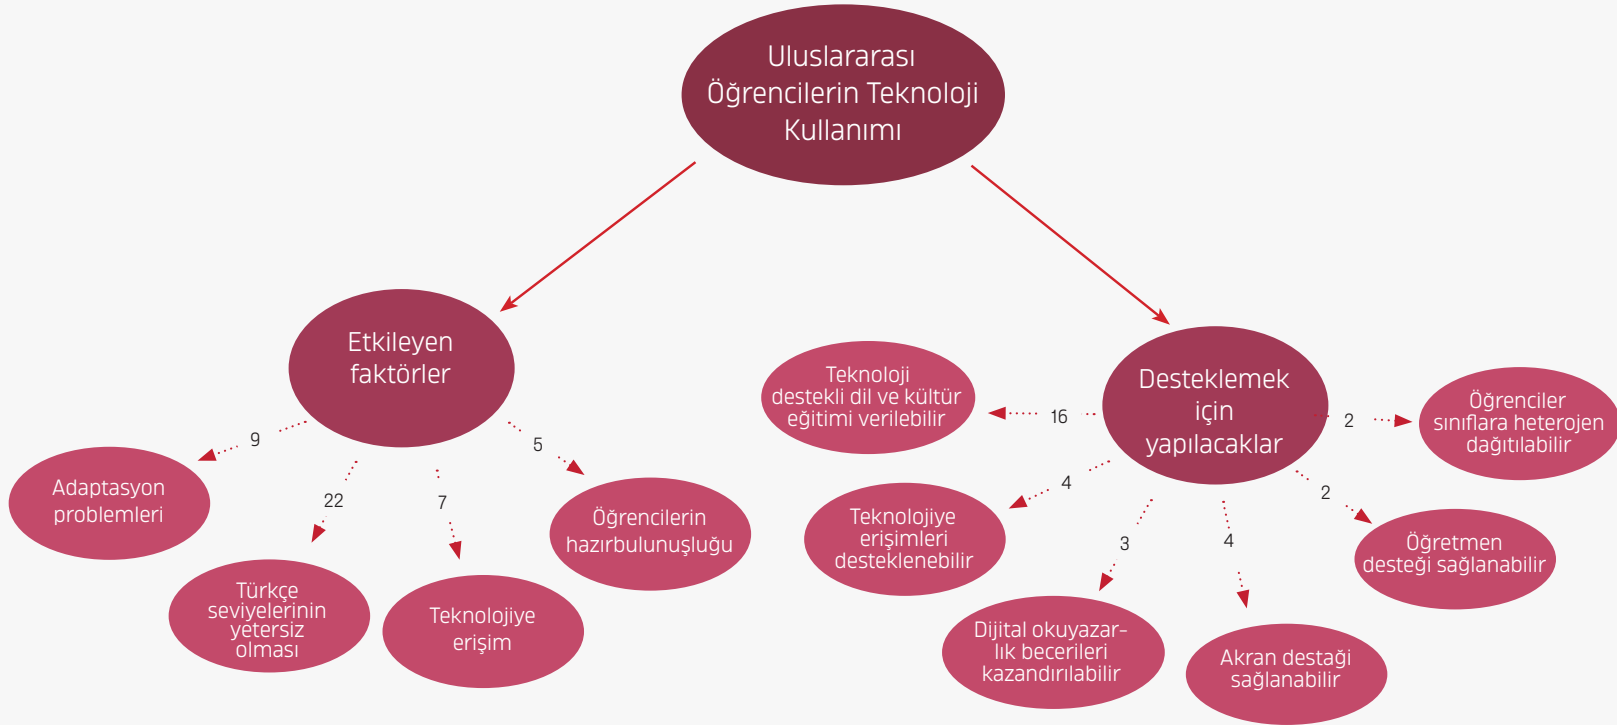 Uluslararası
Öğrencilerin Teknoloji
Kullanımı
Etkileyen
faktörler
9
Adaptasyon
problemleri
22
Türkçe
seviyelerinin
yetersiz
olması
7
Teknolojiye
erişim
5
Öğrencilerin
hazırbulunuşluğu
Desteklemek
için
yapılacaklar
16
Teknoloji
destekli dil ve kültür
eğitimi verilebilir
4
Teknolojiye
erişimleri
desteklenebilir
3
Dijital okuyazar-
lık becerileri
kazandırılabilir
4
Akran destaği
sağlanabilir
2
Öğretmen
desteği sağlanabilir
2
Öğrenciler
sınıflara heterojen
dağıtılabilir